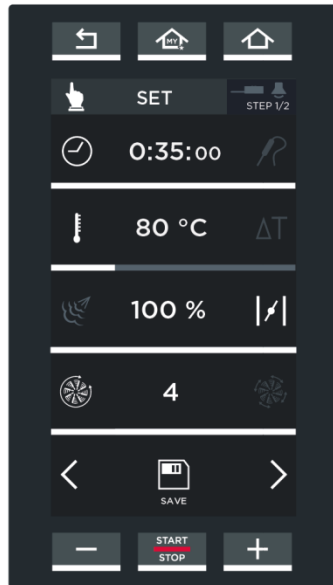 MY
SET
STEP 1/2
0:35:00
80 °C
ΔT
100 %
4
SAVE
START
STOP